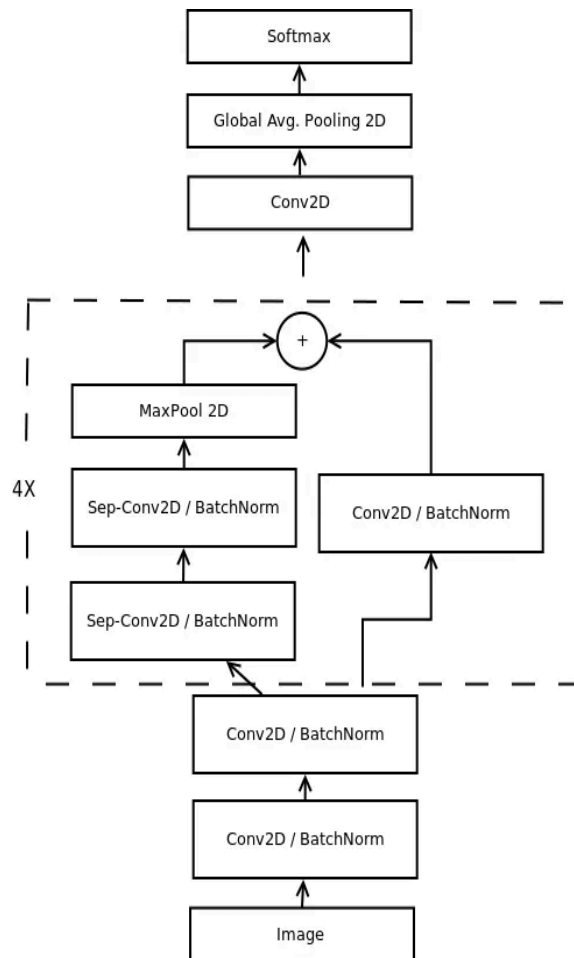 Softmax
Global Avg. Pooling 2D
Conv2D
+
MaxPool 2D
4X
Sep-Conv2D / BatchNorm
Conv2D / BatchNorm
Sep-Conv2D / BatchNorm
Conv2D / BatchNorm
Conv2D / BatchNorm
Image